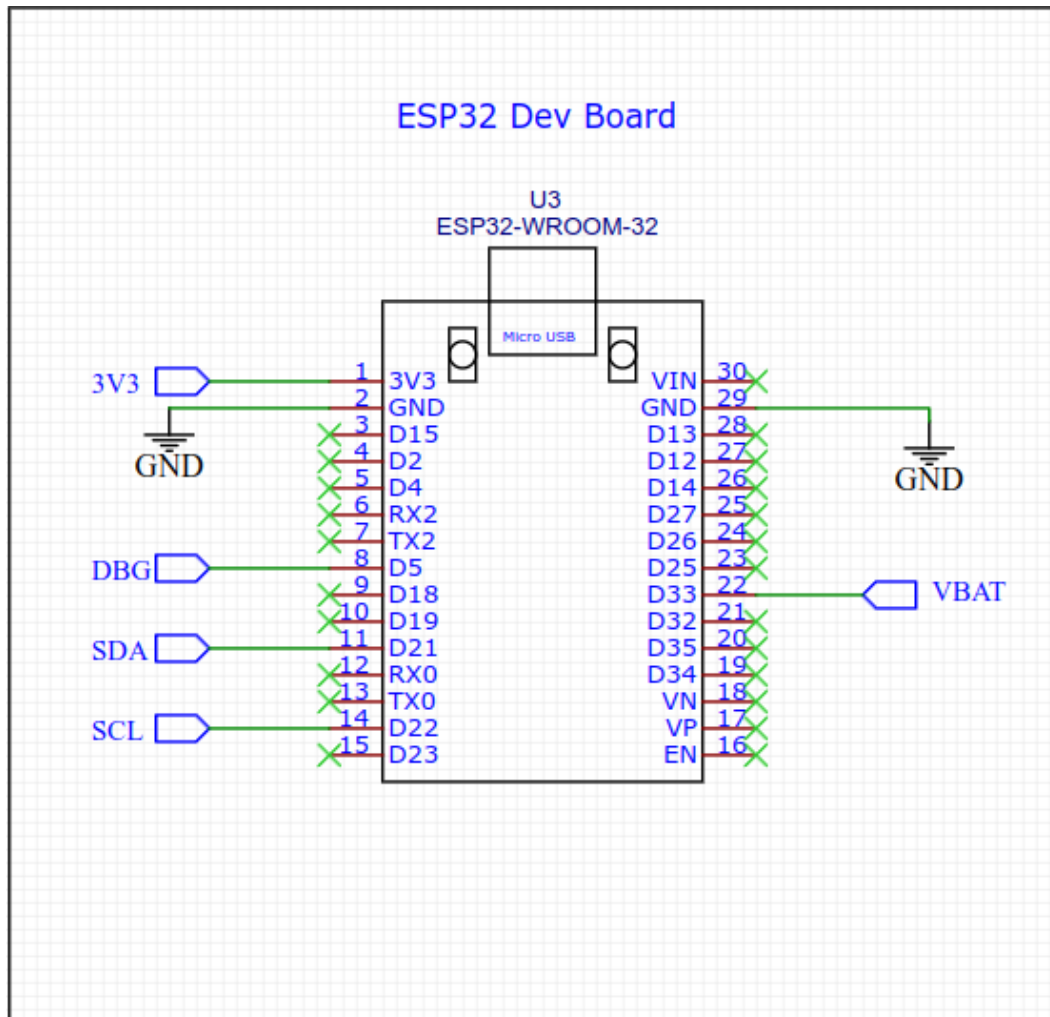 ESP32 Dev Board
U3
ESP32-WROOM-32
Micro USB
3V3 1 3V3 VIN 30
2 GND GND 29
3 D15 D13 28
GND 4 D2 D12 27 GND
5 D4 D14 26
6 RX2 D27 25
7 TX2 D26 24
DBG 8 D5 D25 23
9 D18 D33 22 VBAT
10 D19 D32 21
SDA 11 D21 D35 20
12 RX0 D34 19
13 TX0 VN 18
SCL 14 D22 VP 17
15 D23 EN 16